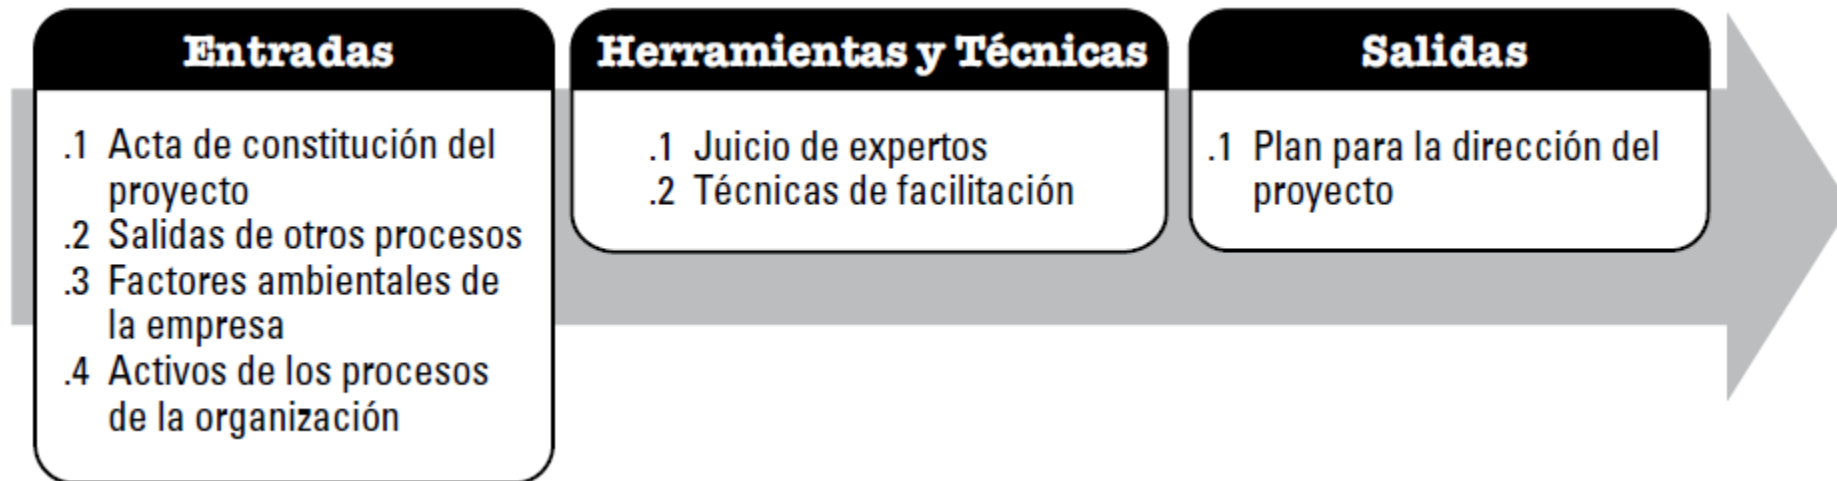 Entradas
.1 Acta de constitución del
proyecto
.2 Salidas de otros procesos
.3 Factores ambientales de
la empresa
.4 Activos de los procesos
de la organización
Herramientas y Técnicas
.1 Juicio de expertos
.2 Técnicas de facilitación
Salidas
.1 Plan para la dirección del
proyecto